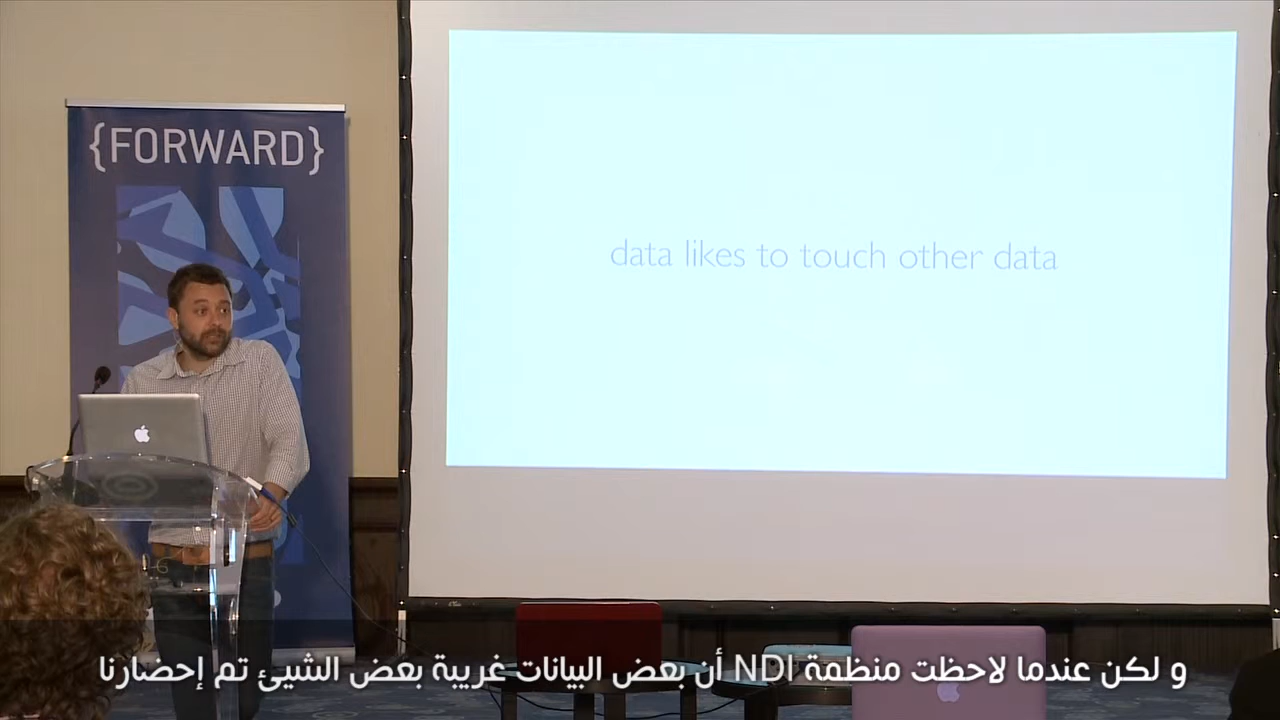 {FORWARD}
data likes to touch other data
و لكن عندما لاحظت منظمة NDI أن بعض البيانات غريبة بعض الشيئ تم إحضارنا